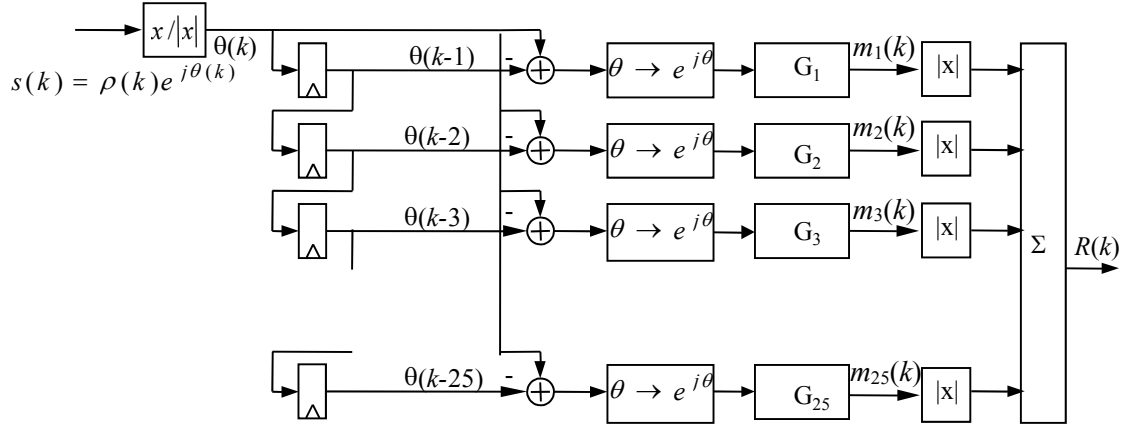 x/|x|
θ(k)
s(k) = ρ(k)e^{jθ(k)}
θ(k-1)
-
θ → e^{jθ}
G₁
m₁(k)
|x|
θ(k-2)
-
θ → e^{jθ}
G₂
m₂(k)
|x|
θ(k-3)
-
θ → e^{jθ}
G₃
m₃(k)
|x|
Σ
R(k)
θ(k-25)
-
θ → e^{jθ}
G₂₅
m₂₅(k)
|x|